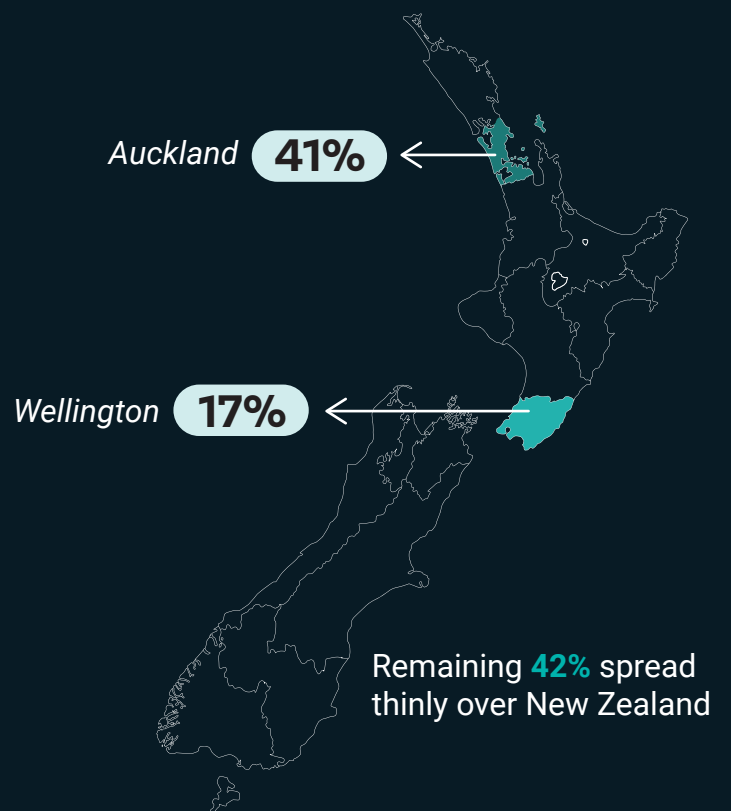 Auckland 41%
Wellington 17%
Remaining 42% spread
thinly over New Zealand